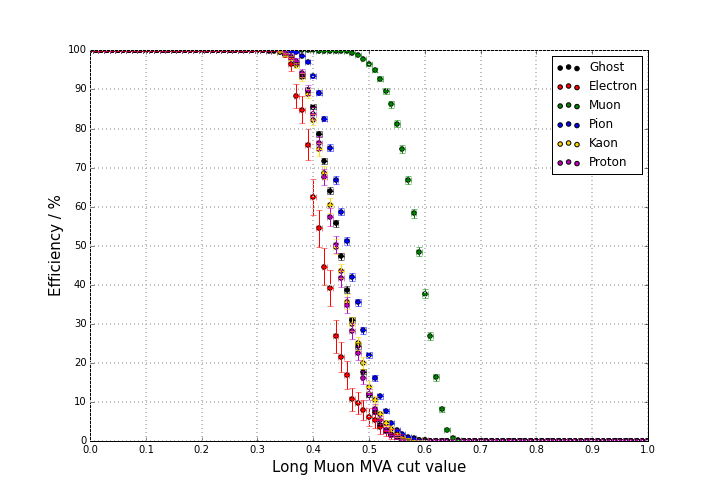 100
90
80
70
60
50
40
30
20
10
0
Efficiency / %
0.0 0.1 0.2 0.3 0.4 0.5 0.6 0.7 0.8 0.9 1.0
Long Muon MVA cut value
Ghost
Electron
Muon
Pion
Kaon
Proton